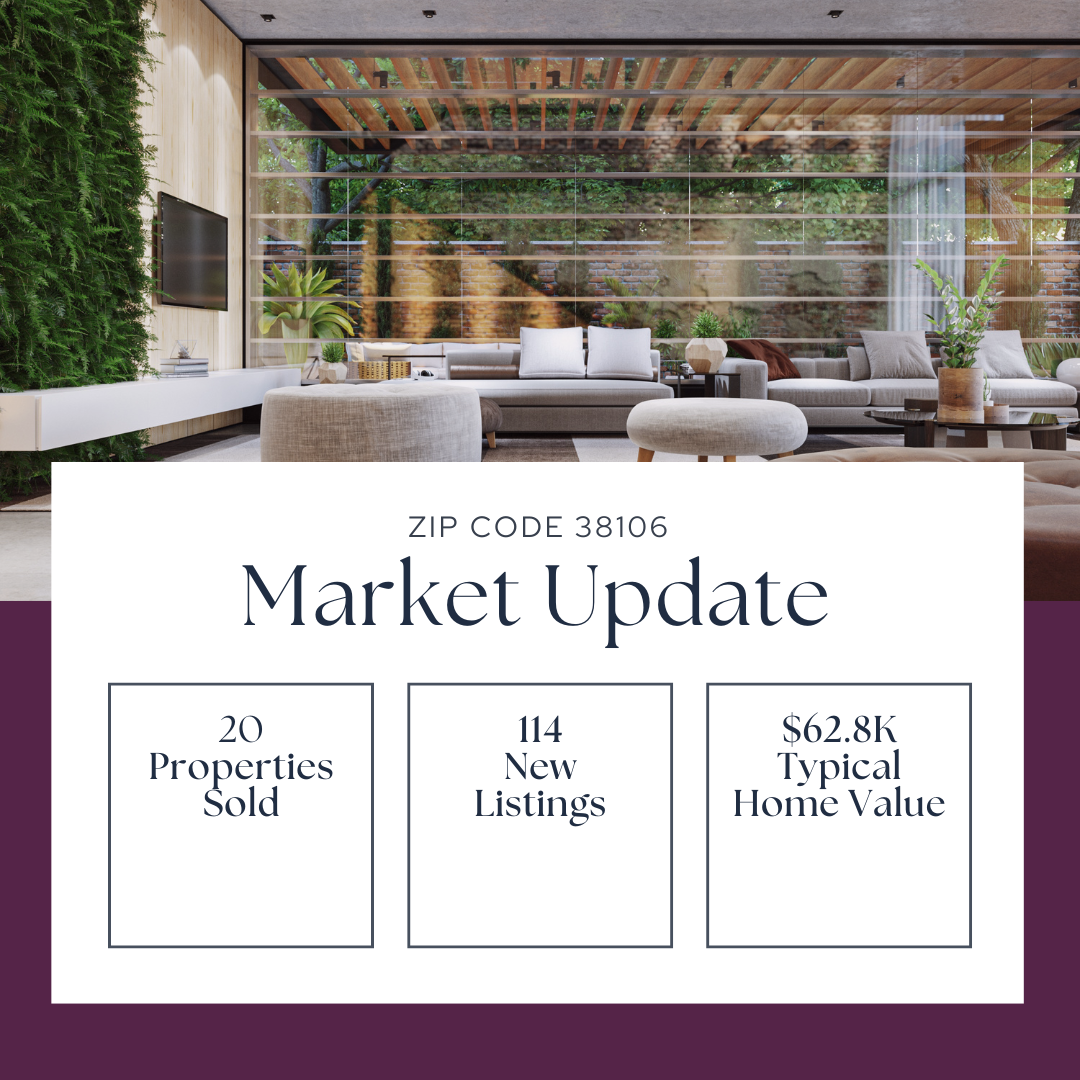 ZIP CODE 38106
Market Update
20
Properties
Sold
114
New
Listings
$62.8K
Typical
Home Value